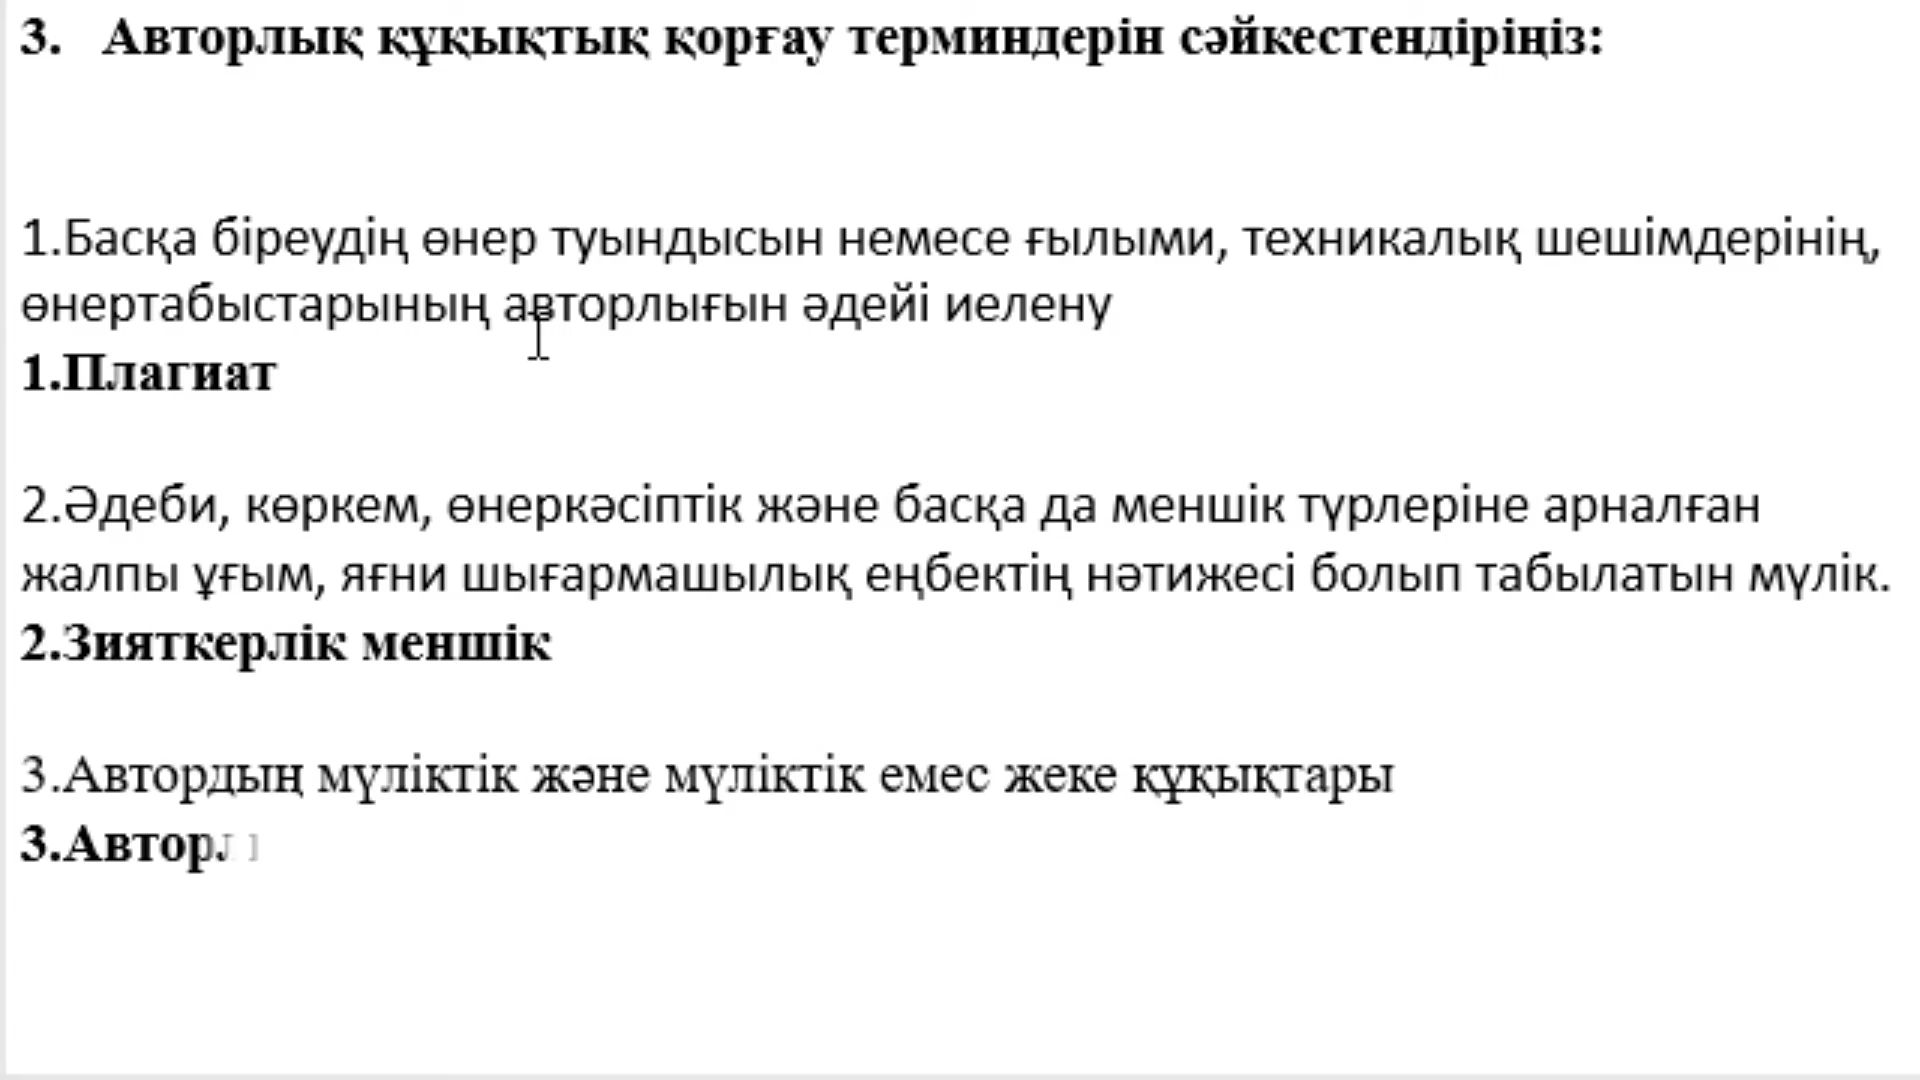 3. Авторлық құқықтық қорғау терминдерін сәйкестендіріңіз:
1.Басқа біреудің өнер туындысын немесе ғылыми, техникалық шешімдерінің,
өнертабыстарының авторлығын әдейі иелену
1.Плагиат
2.Әдеби, көркем, өнеркәсіптік және басқа да меншік түрлеріне арналған
жалпы ұғым, яғни шығармашылық еңбектің нәтижесі болып табылатын мүлік.
2.Зияткерлік меншік
3.Автордың мүліктік және мүліктік емес жеке құқықтары
3.